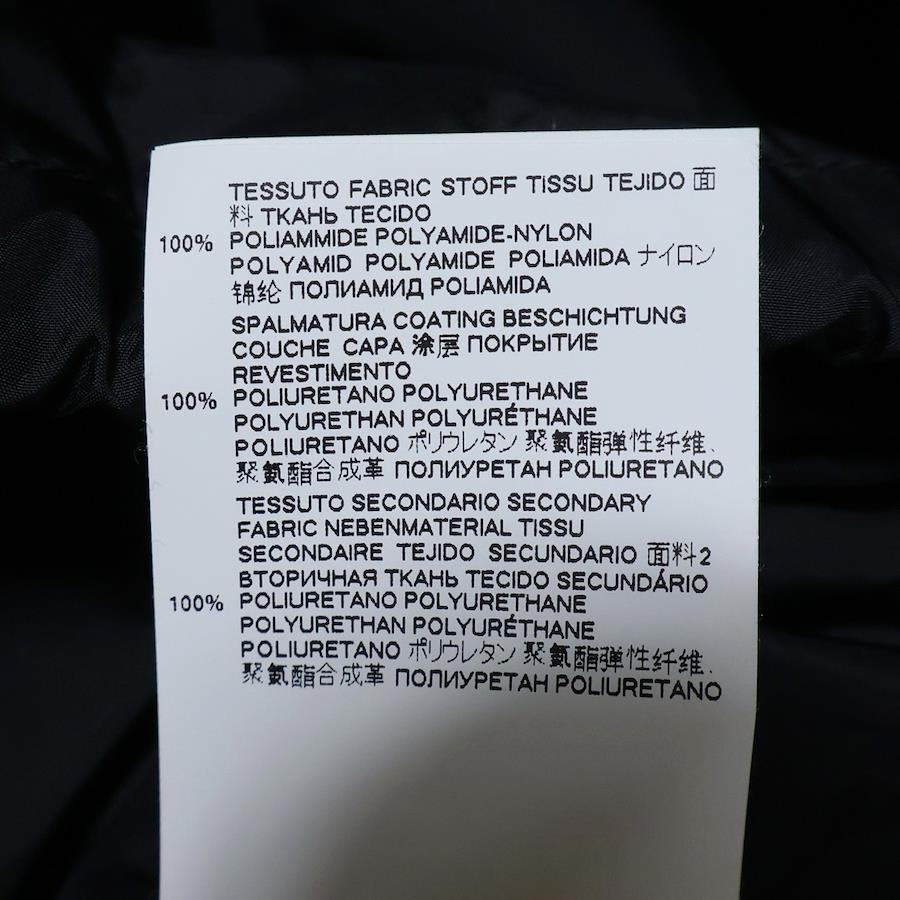 TESSUTO FABRIC STOFF TISSU TEJIDO 面
料 ТКАНЬ TECIDO
100% POLIAMMIDE POLYAMIDE-NYLON
POLYAMID POLYAMIDE POLIAMIDA ナイロン
锦纶 ПОЛИАМИД POLIAMIDA
SPALMATURA COATING BESCHICHTUNG
COUCHE CAPA 涂层 ПОКРЫТИЕ
REVESTIMENTO
100% POLIURETANO POLYURETHANE
POLYURETHAN POLYURÉTHANE
POLIURETANO ポリウレタン 聚氨酯弹性纤维、
聚氨酯合成革 ПОЛИУРЕТАН POLIURETANO
TESSUTO SECONDARIO SECONDARY
FABRIC NEBENMATERIAL TISSU
SECONDAIRE TEJIDO SECUNDARIO 面料2
ВТОРИЧНАЯ ТКАНЬ TECIDO SECUNDÁRIO
100% POLIURETANO POLYURETHANE
POLYURETHAN POLYURÉTHANE
POLIURETANO ポリウレタン 聚氨酯弹性纤维、
聚氨酯合成革 ПОЛИУРЕТАН POLIURETANO